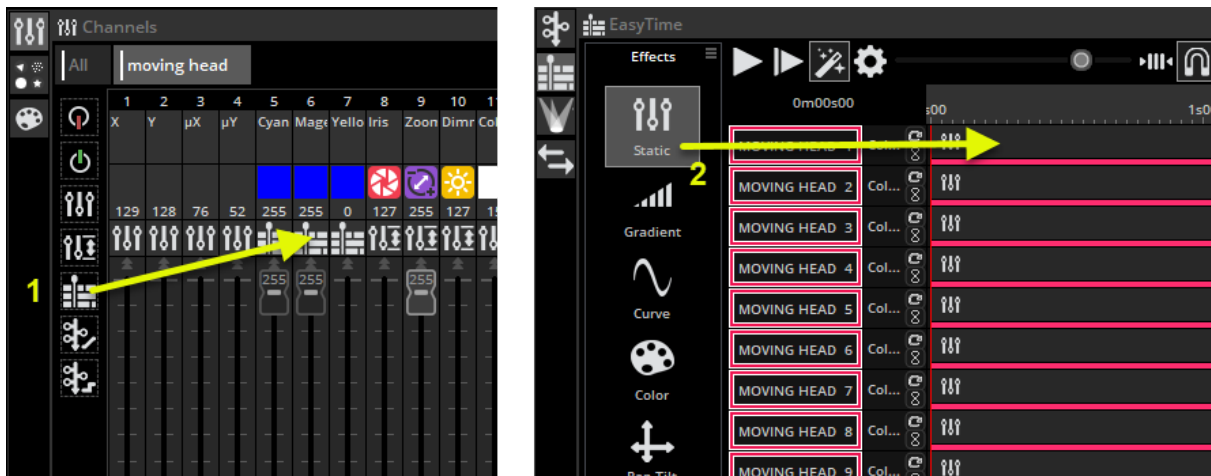 Channels
All
moving head
1 2 3 4 5 6 7 8 9 10
X Y µX µY Cyan Mage Yello Iris Zoon Dimr Col
129 128 76 52 255 255 0 127 255 127
1
255 255 255
EasyTime
Effects
0m00s00
s00
1s0
Static
2
MOVING HEAD 2 Col...
Gradient
MOVING HEAD 3 Col...
MOVING HEAD 4 Col...
Curve
MOVING HEAD 5 Col...
MOVING HEAD 6 Col...
Color
MOVING HEAD 7 Col...
MOVING HEAD 8 Col...
MOVING HEAD 9 Col...